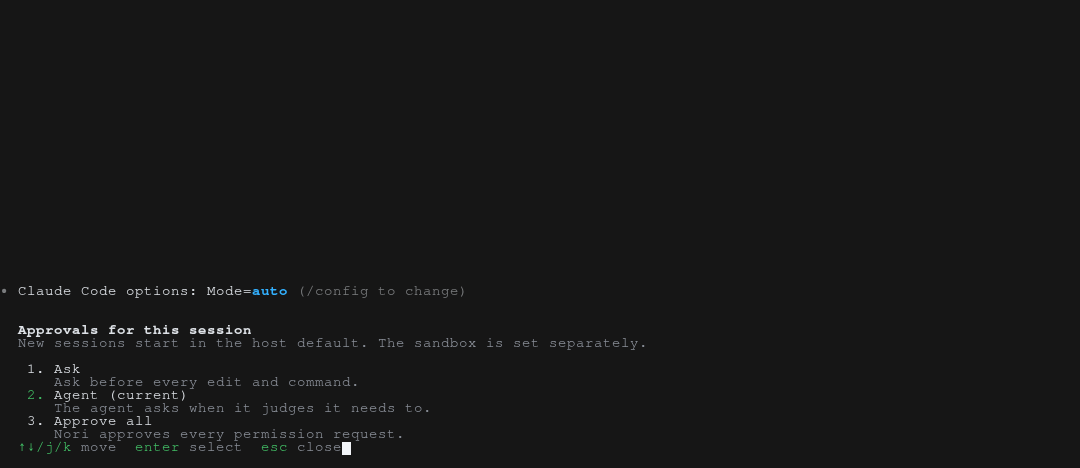 • Claude Code options: Mode=auto (/config to change)
Approvals for this session
New sessions start in the host default. The sandbox is set separately.
1. Ask
Ask before every edit and command.
2. Agent (current)
The agent asks when it judges it needs to.
3. Approve all
Nori approves every permission request.
↑↓/j/k move  enter select  esc close